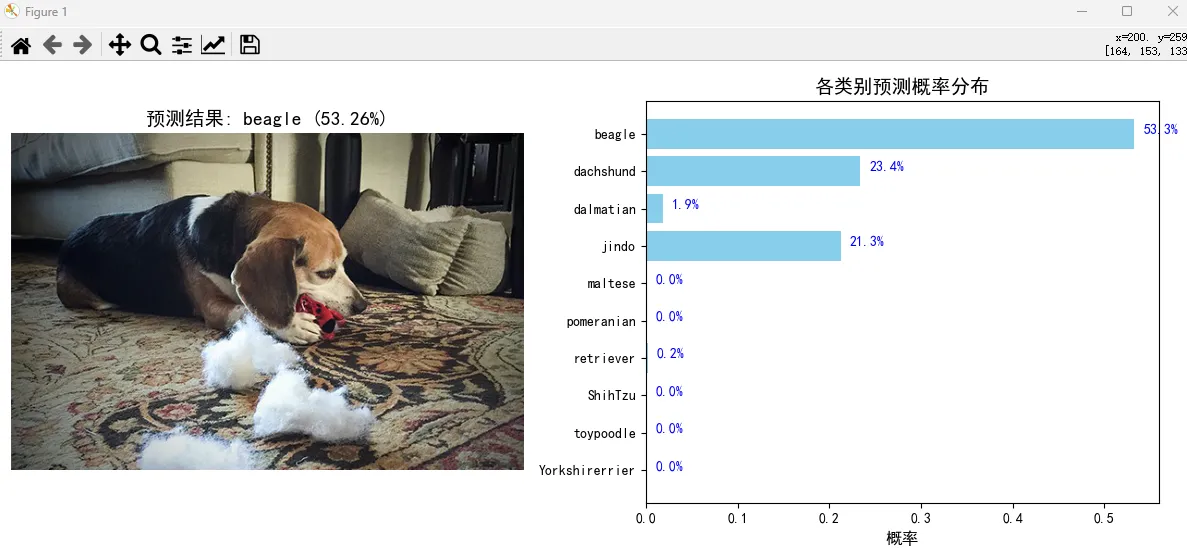 Figure 1
x=200. y=259
[164, 153, 133
预测结果: beagle (53.26%)
各类别预测概率分布
beagle
53.3%
dachshund
23.4%
dalmatian
1.9%
jindo
21.3%
maltese
0.0%
pomeranian
0.0%
retriever
0.2%
ShihTzu
0.0%
toypoodle
0.0%
Yorkshirerrier
0.0%
0.0 0.1 0.2 0.3 0.4 0.5
概率